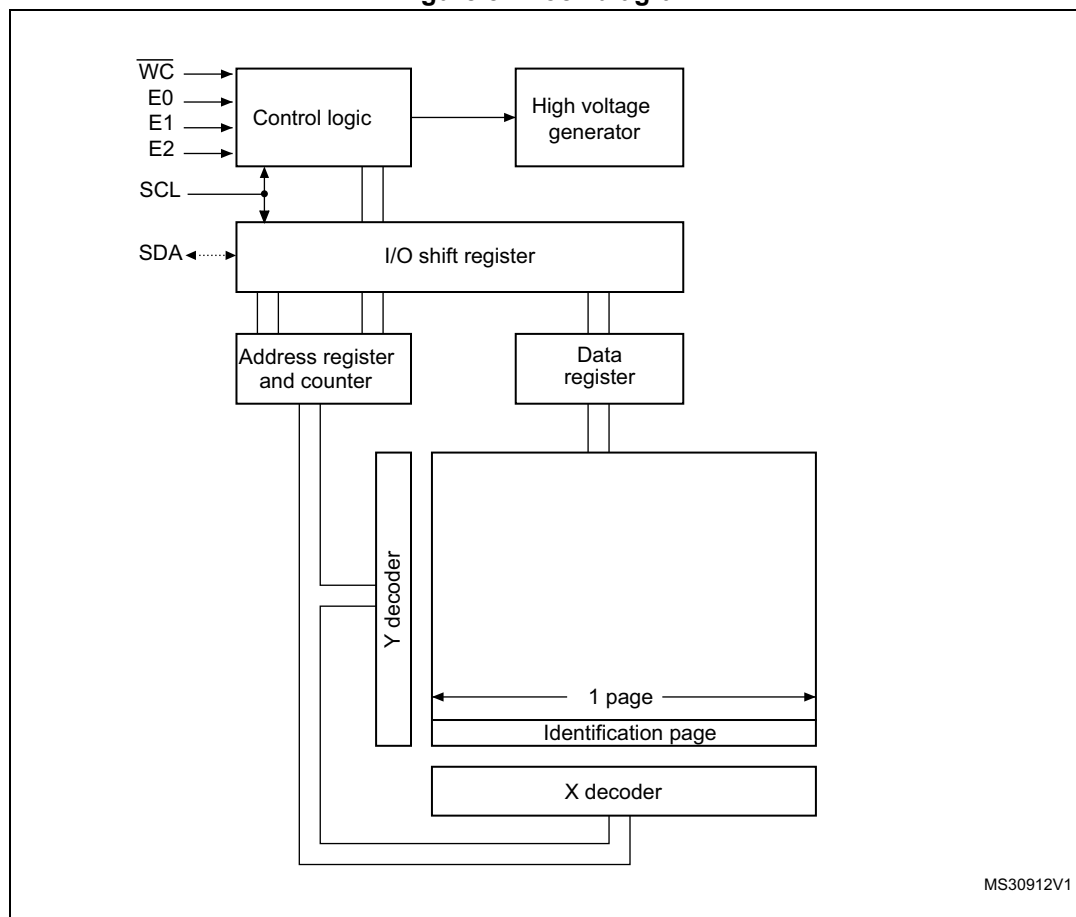 WC
E0
E1
E2
SCL
SDA
Control logic
High voltage
generator
I/O shift register
Address register
and counter
Data
register
Y decoder
1 page
Identification page
X decoder
MS30912V1